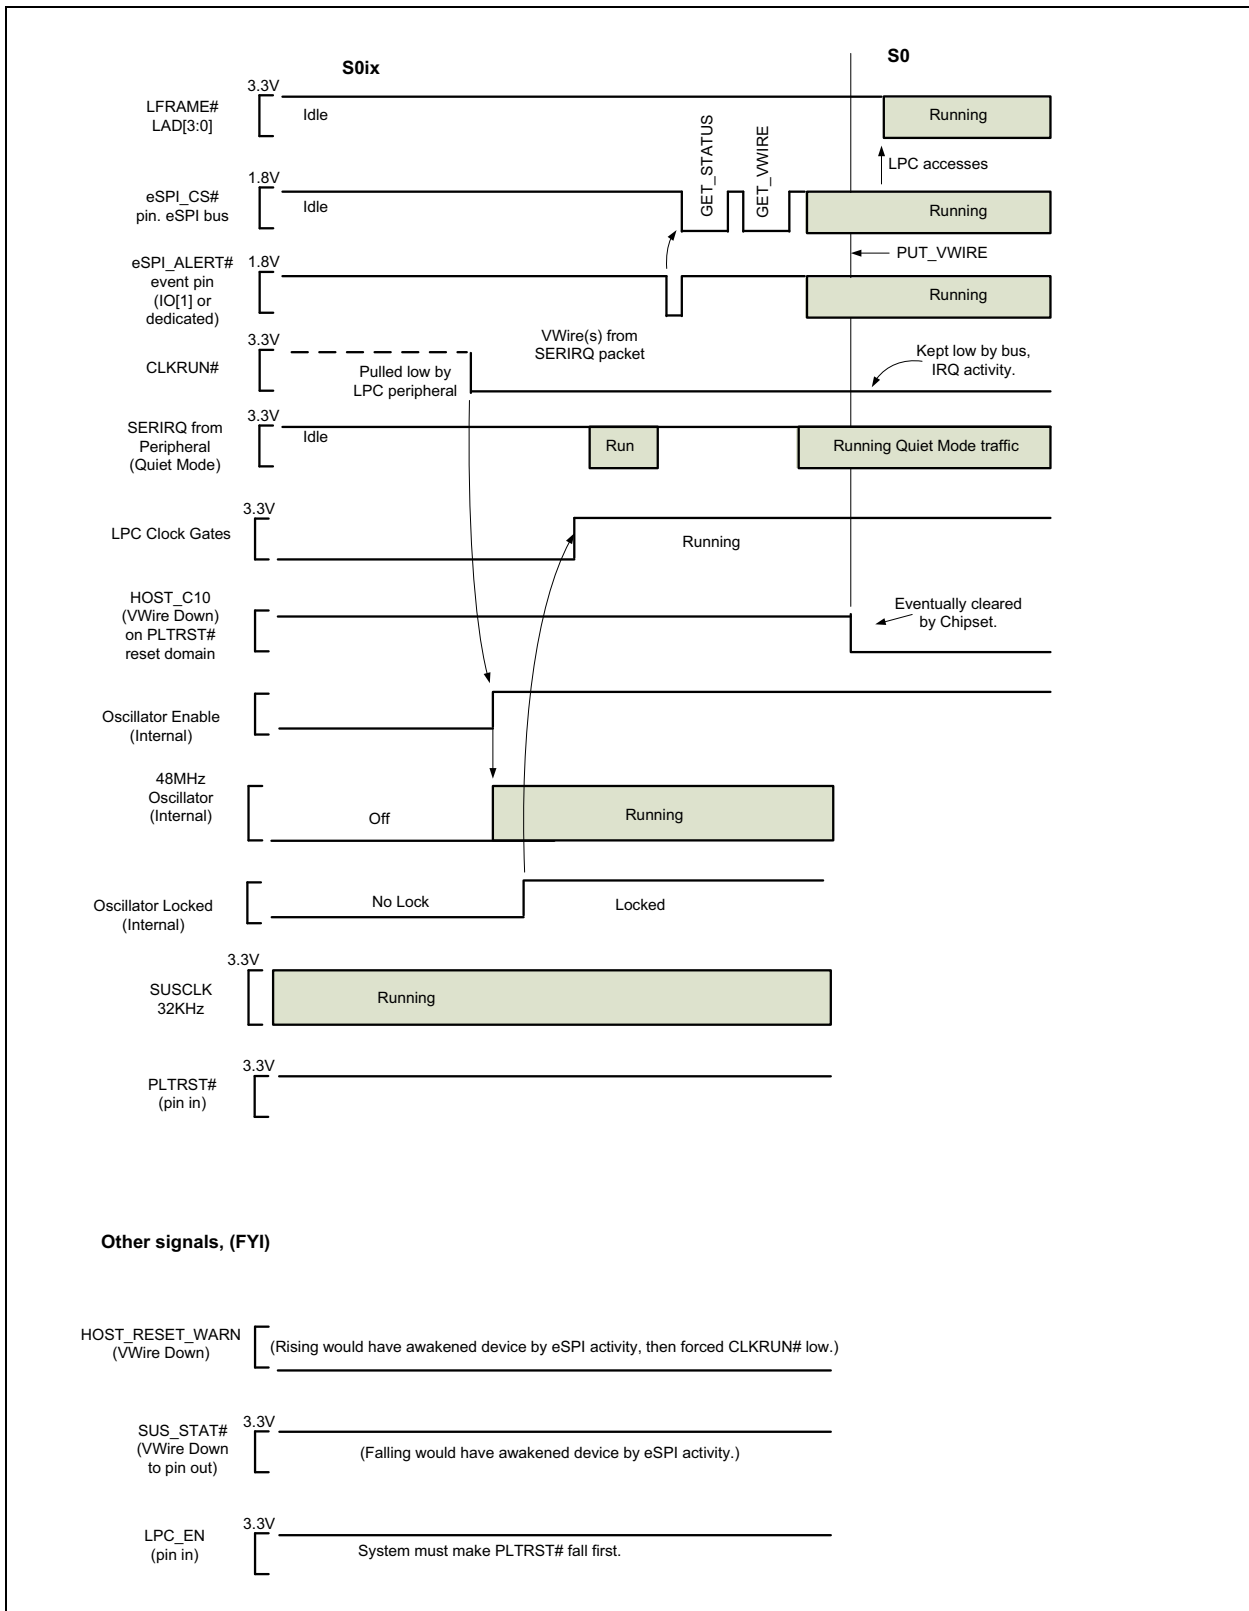 S0ix
S0
3.3V
LFRAME#
LAD[3:0]
Idle
Running
LPC accesses
1.8V
eSPI_CS#
pin. eSPI bus
Idle
GET_STATUS
GET_VWIRE
Running
PUT_VWIRE
1.8V
eSPI_ALERT#
event pin
(IO[1] or
dedicated)
Running
VWire(s) from
SERIRQ packet
3.3V
CLKRUN#
Pulled low by
LPC peripheral
Kept low by bus,
IRQ activity.
3.3V
SERIRQ from
Peripheral
(Quiet Mode)
Idle
Run
Running Quiet Mode traffic
3.3V
LPC Clock Gates
Running
HOST_C10
(VWire Down)
on PLTRST#
reset domain
Eventually cleared
by Chipset.
Oscillator Enable
(Internal)
48MHz
Oscillator
(Internal)
Off
Running
Oscillator Locked
(Internal)
No Lock
Locked
3.3V
SUSCLK
32KHz
Running
3.3V
PLTRST#
(pin in)
Other signals, (FYI)
HOST_RESET_WARN
(VWire Down)
(Rising would have awakened device by eSPI activity, then forced CLKRUN# low.)
3.3V
SUS_STAT#
(VWire Down
to pin out)
(Falling would have awakened device by eSPI activity.)
3.3V
LPC_EN
(pin in)
System must make PLTRST# fall first.